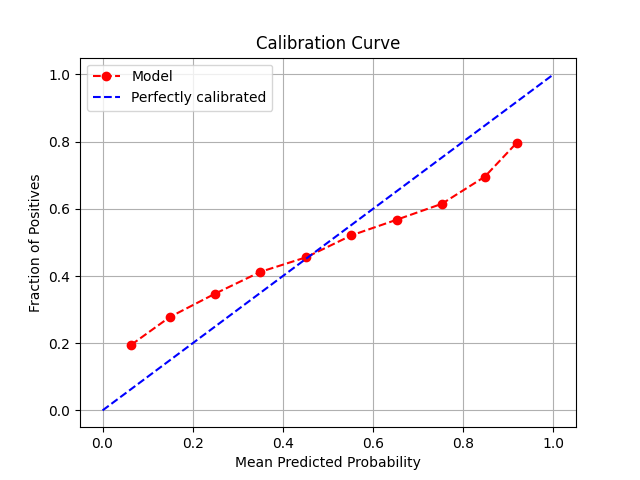 Calibration Curve
Model
Perfectly calibrated
1.0
0.8
0.6
0.4
0.2
0.0
Fraction of Positives
0.0 0.2 0.4 0.6 0.8 1.0
Mean Predicted Probability